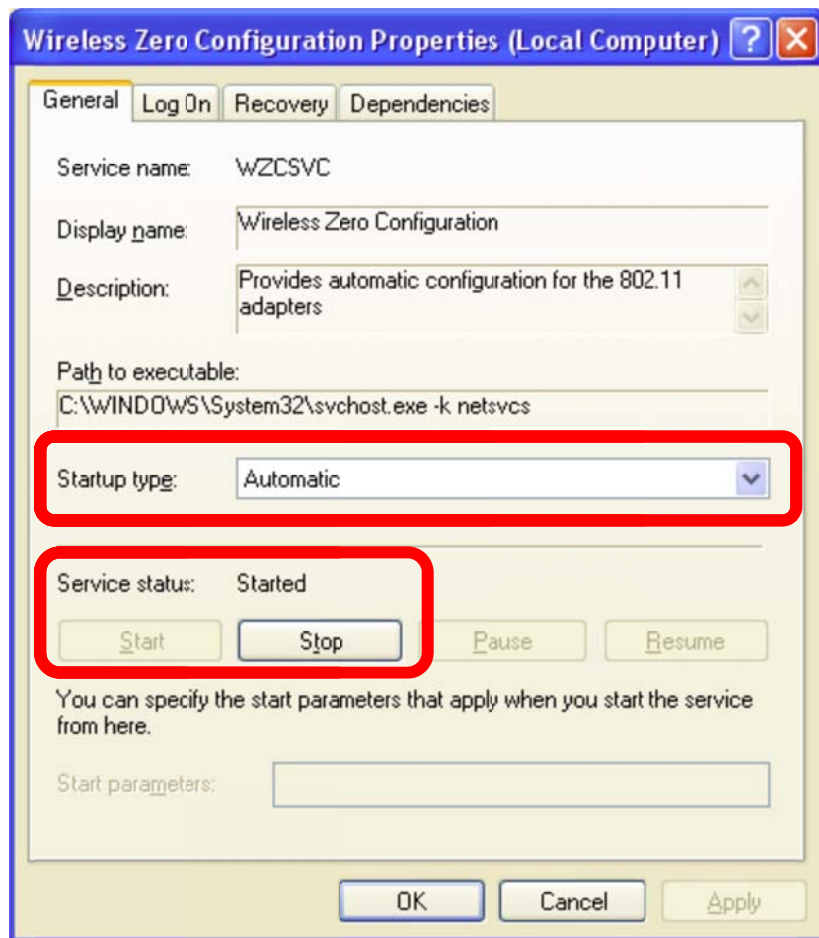 Wireless Zero Configuration Properties (Local Computer)
General Log On Recovery Dependencies
Service name: WZCSVC
Display name: Wireless Zero Configuration
Description: Provides automatic configuration for the 802.11
adapters
Path to executable:
C:\WINDOWS\System32\svchost.exe -k netsvcs
Startup type: Automatic
Service status: Started
Start Stop Pause Resume
You can specify the start parameters that apply when you start the service
from here.
Start parameters:
OK Cancel Apply